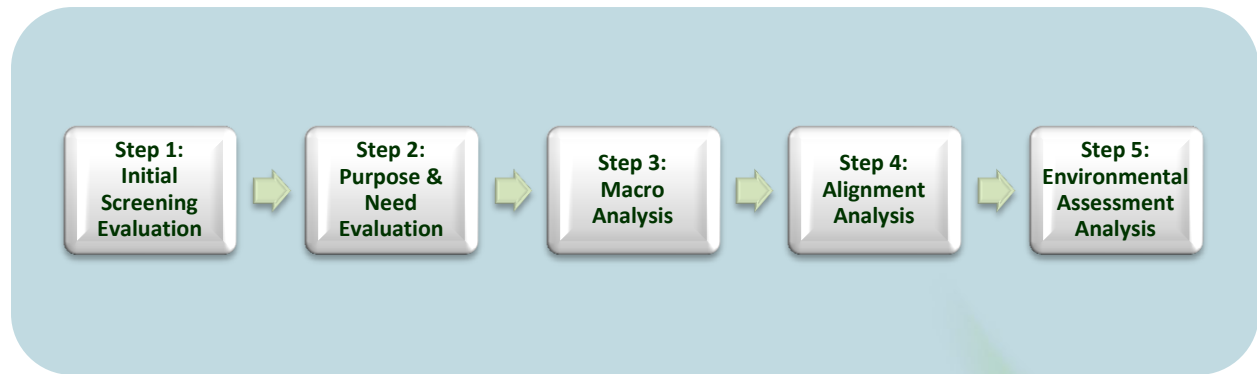 Step 1:
Initial
Screening
Evaluation
Step 2:
Purpose &
Need
Evaluation
Step 3:
Macro
Analysis
Step 4:
Alignment
Analysis
Step 5:
Environmental
Assessment
Analysis